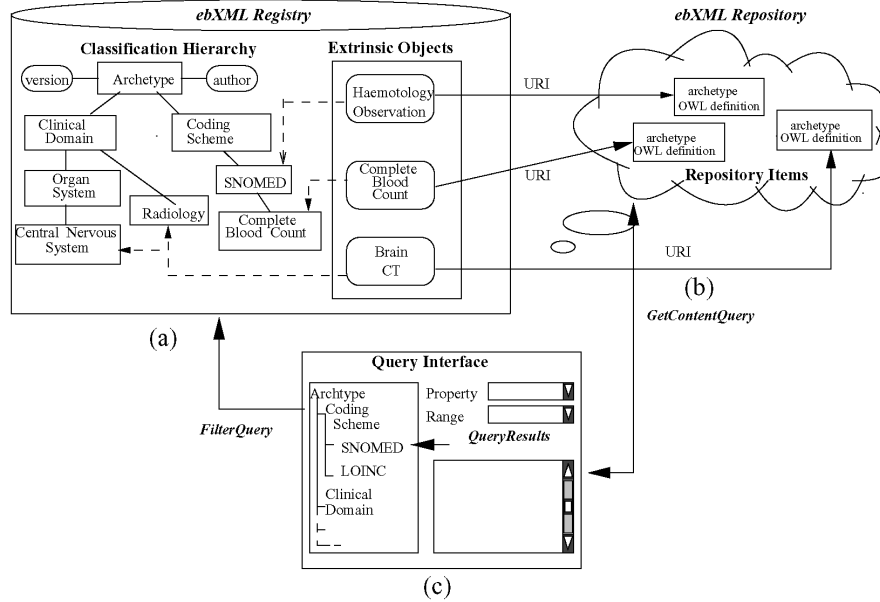 ebXML Registry
ebXML Repository
Classification Hierarchy
Extrinsic Objects
version
Archetype
author
Clinical
Domain
Coding
Scheme
Organ
System
SNOMED
Radiology
Complete
Blood Count
Central Nervous
System
Haemotology
Observation
Complete
Blood
Count
Brain
CT
URI
URI
URI
archetype
OWL definition
archetype
OWL definition
archetype
OWL definition
Repository Items
(a)
(b)
GetContentQuery
FilterQuery
Query Interface
Archtype
Coding
Scheme
SNOMED
LOINC
Clinical
Domain
Property
Range
QueryResults
(c)